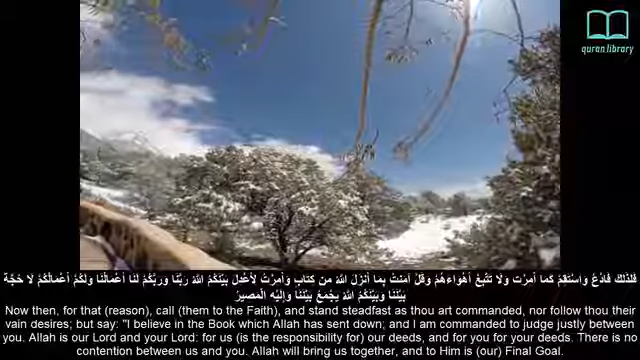 quran.library
فَلِذَٰلِكَ فَادْعُ وَاسْتَقِمْ كَمَا أُمِرْتَ وَلَا تَتَّبِعْ أَهْوَاءَهُمْ وَقُلْ آمَنتُ بِمَا أَنزَلَ اللَّهُ مِن كِتَابٍ وَأُمِرْتُ لِأَعْدِلَ بَيْنَكُمُ اللَّهُ رَبُّنَا وَرَبُّكُمْ لَنَا أَعْمَالُنَا وَلَكُمْ أَعْمَالُكُمْ لَا حُجَّةَ
بَيْنَنَا وَبَيْنَكُمُ اللَّهُ يَجْمَعُ بَيْنَنَا وَإِلَيْهِ الْمَصِيرُ
Now then, for that (reason), call (them to the Faith), and stand steadfast as thou art commanded, nor follow thou their
vain desires; but say: "I believe in the Book which Allah has sent down; and I am commanded to judge justly between
you. Allah is our Lord and your Lord: for us (is the responsibility for) our deeds, and for you for your deeds. There is no
contention between us and you. Allah will bring us together, and to Him is (our) Final Goal.